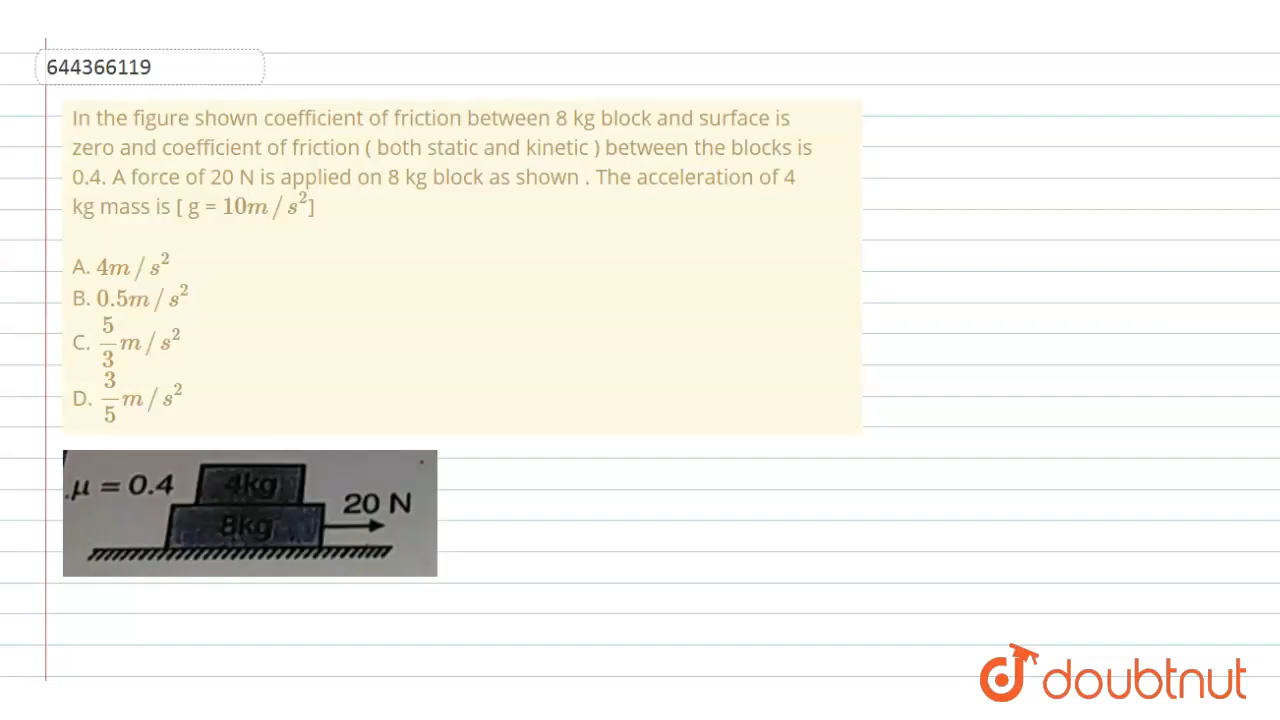 644366119
In the figure shown coefficient of friction between 8 kg block and surface is
zero and coefficient of friction ( both static and kinetic ) between the blocks is
0.4. A force of 20 N is applied on 8 kg block as shown . The acceleration of 4
kg mass is [ g = 10m/s²]
A. 4m/s²
B. 0.5m/s²
C. 5/3 m/s²
D. 3/5 m/s²
.μ = 0.4
4kg
20 N
8kg
doubtnut